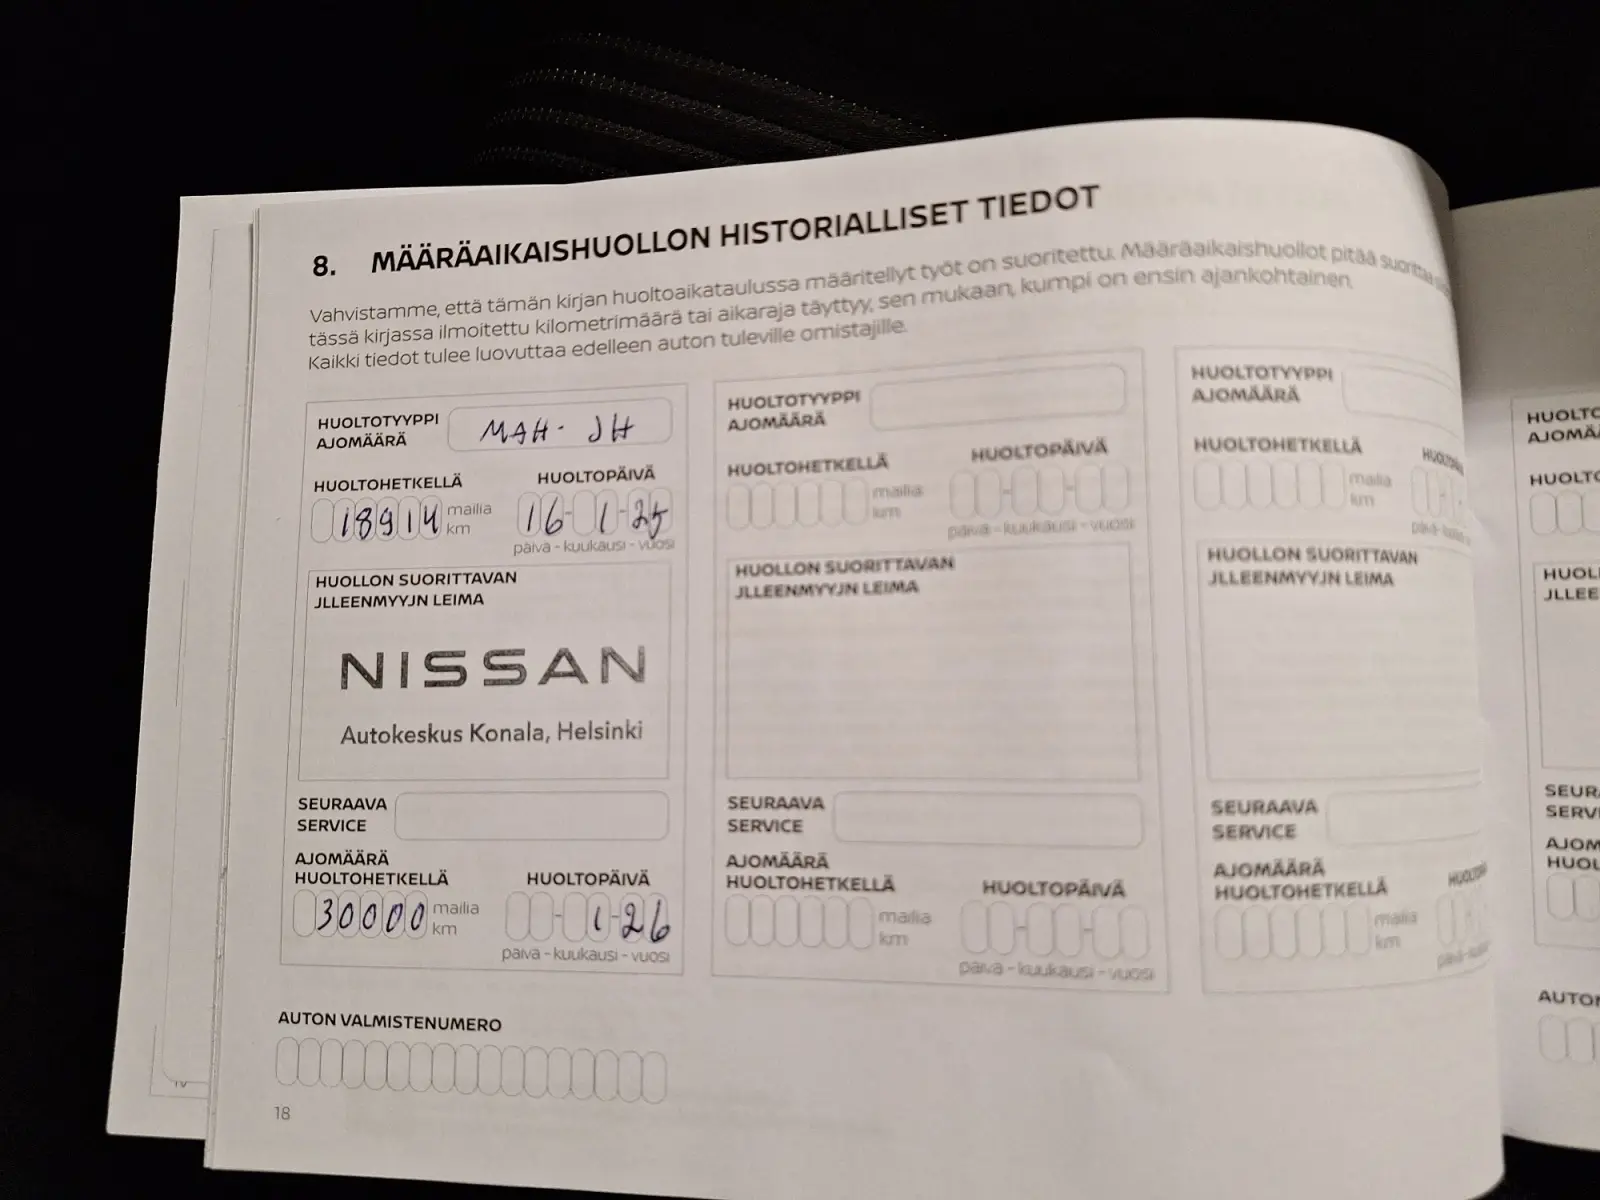 8. MÄÄRÄAIKAISHUOLLON HISTORIALLISET TIEDOT
Vahvistamme, että tämän kirjan huoltoaikataulussa määritellyt työt on suoritettu. Määräaikaishuollot pitää
tässä kirjassa ilmoitettu kilometrimäärä tai aikaraja täyttyy, sen mukaan, kumpi on ensin ajankohtainen.
Kaikki tiedot tulee luovuttaa edelleen auton tuleville omistajille.
HUOLTOTYYPPI
AJOMÄÄRÄ
MAH- JH
HUOLTOHETKELLÄ
18914
mailia
km
HUOLTOPÄIVÄ
16-1-25
päivä - kuukausi - vuosi
HUOLLON SUORITTAVAN
JLLEENMYYJN LEIMA
NISSAN
Autokeskus Konala, Helsinki
SEURAAVA
SERVICE
AJOMÄÄRÄ
HUOLTOHETKELLÄ
30000
mailia
km
HUOLTOPÄIVÄ
-1-26
päivä - kuukausi - vuosi
HUOLTOTYYPPI
AJOMÄÄRÄ
HUOLTOHETKELLÄ
mailia
km
HUOLTOPÄIVÄ
päivä - kuukausi - vuosi
HUOLLON SUORITTAVAN
JLLEENMYYJN LEIMA
SEURAAVA
SERVICE
AJOMÄÄRÄ
HUOLTOHETKELLÄ
mailia
km
HUOLTOPÄIVÄ
päivä - kuukausi - vuosi
HUOLTOTYYPPI
AJOMÄÄRÄ
HUOLTOHETKELLÄ
mailia
km
HUOLLON SUORITTAVAN
JLLEENMYYJN LEIMA
SEURAAVA
SERVICE
AJOMÄÄRÄ
HUOLTOHETKELLÄ
mailia
km
AUTON VALMISTENUMERO
18